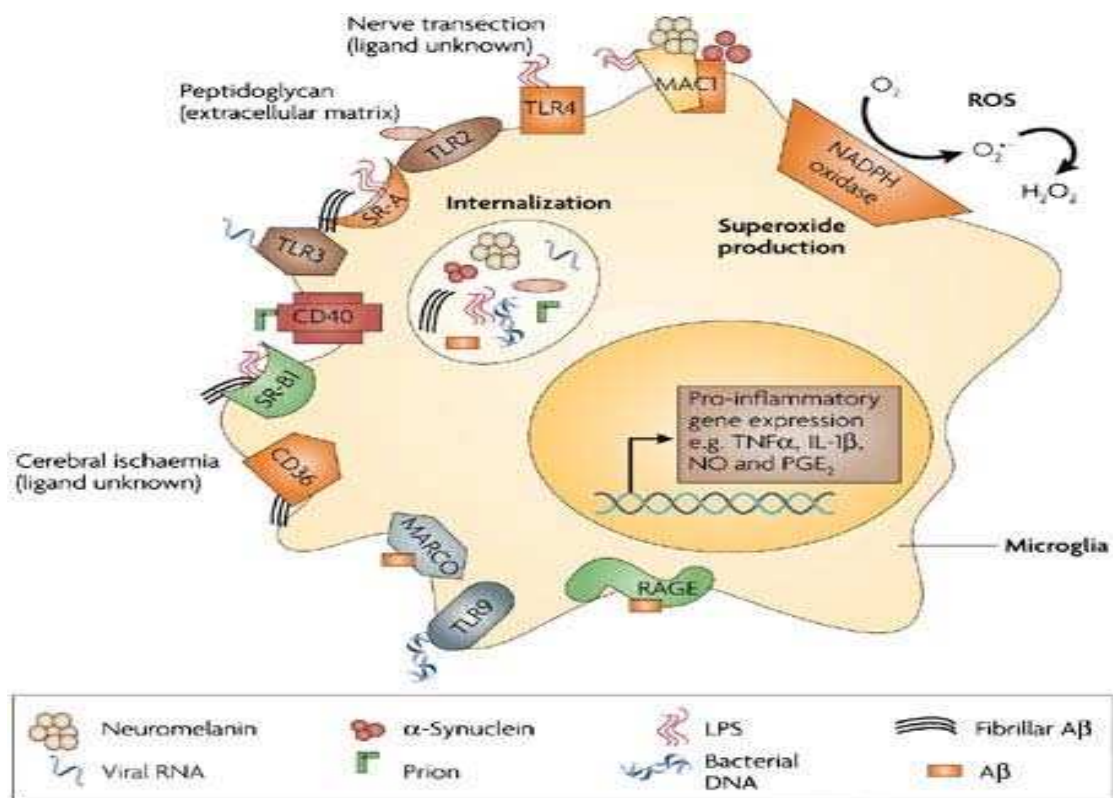 Nerve transection
(ligand unknown)
Peptidoglycan
(extracellular matrix)
TLR4
MAC1
TLR2
SR-A
TLR3
CD40
SR-B1
Cerebral ischaemia
(ligand unknown)
CD36
MARCO
TLR9
RAGE
Internalization
NADPH
oxidase
O₂
ROS
O₂•⁻
H₂O₂
Superoxide
production
Pro-inflammatory
gene expression
e.g. TNFα, IL-1β,
NO and PGE₂
Microglia
Neuromelanin
α-Synuclein
LPS
Fibrillar Aβ
Viral RNA
Prion
Bacterial
DNA
Aβ